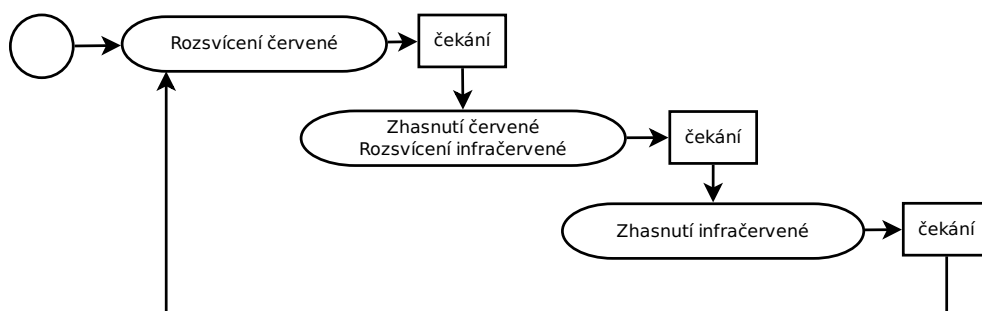 Rozsvícení červené
čekání
Zhasnutí červené
Rozsvícení infračervené
čekání
Zhasnutí infračervené
čekání